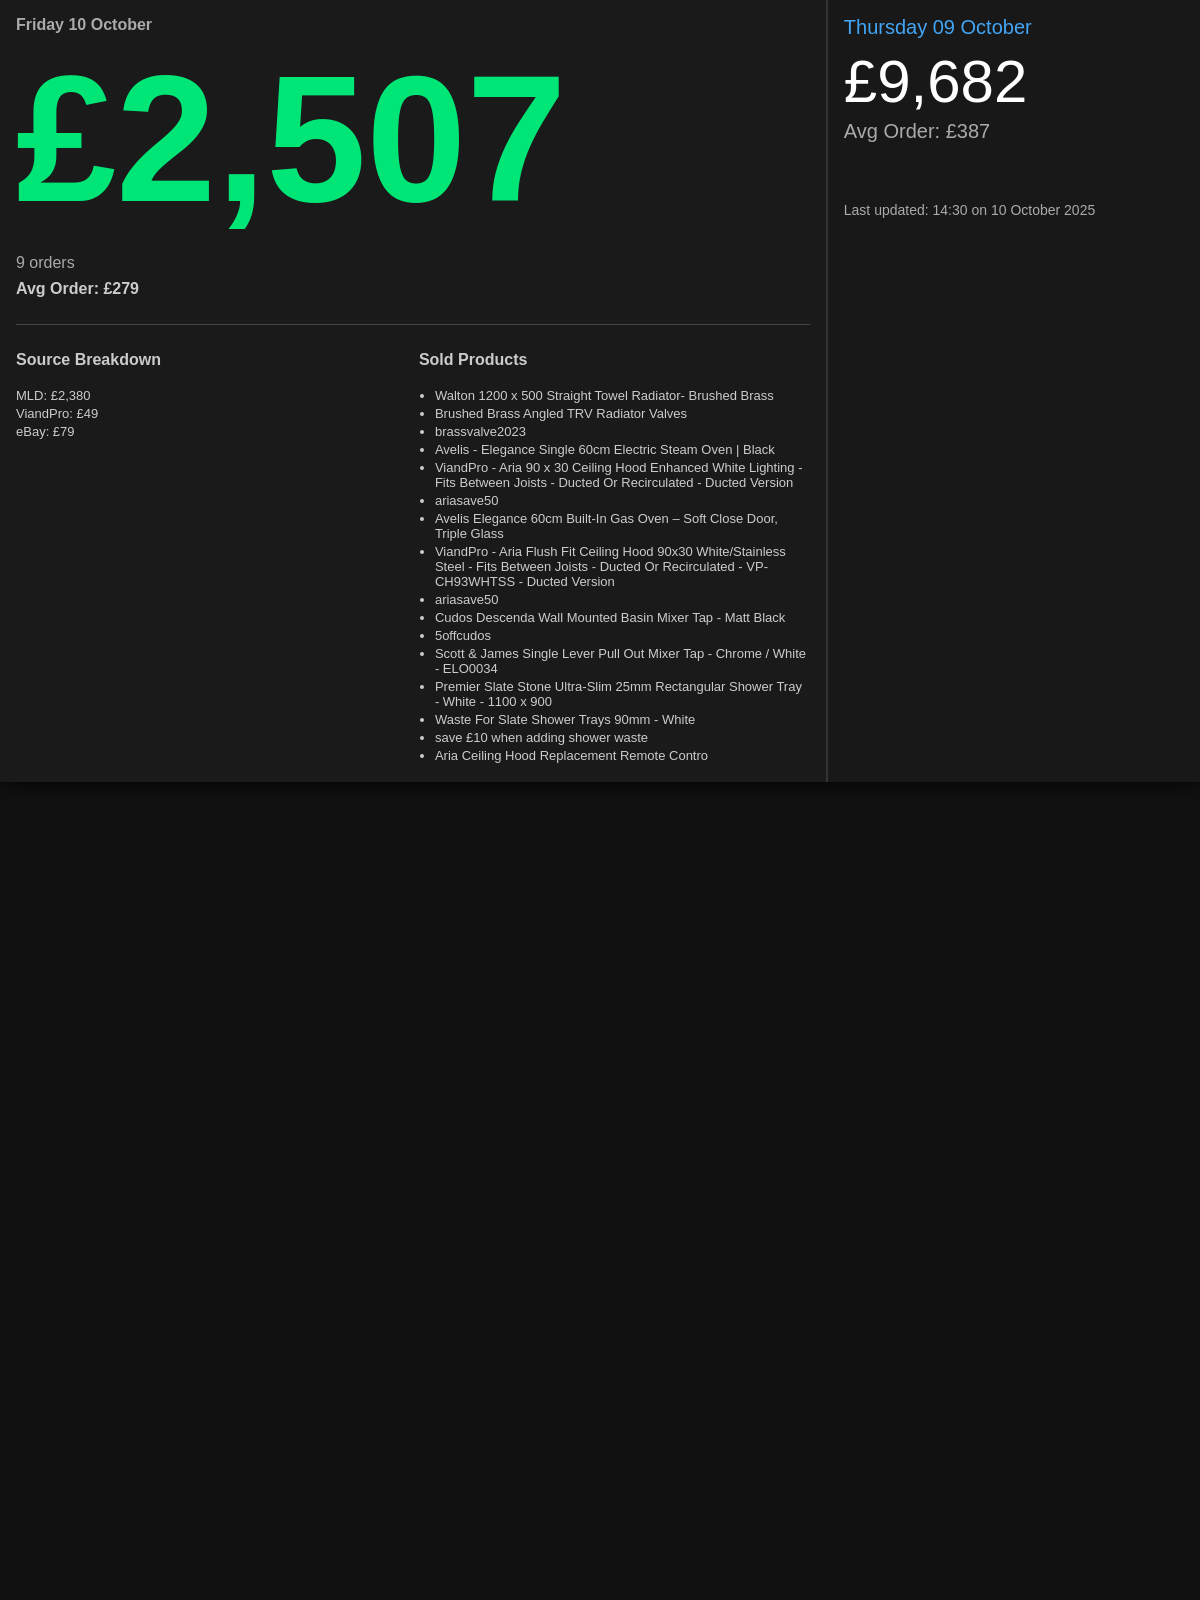 Friday 10 October
£2,507
9 orders
Avg Order: £279
Source Breakdown
MLD: £2,380
ViandPro: £49
eBay: £79
Sold Products
Walton 1200 x 500 Straight Towel Radiator- Brushed Brass
Brushed Brass Angled TRV Radiator Valves
brassvalve2023
Avelis - Elegance Single 60cm Electric Steam Oven | Black
ViandPro - Aria 90 x 30 Ceiling Hood Enhanced White Lighting -
Fits Between Joists - Ducted Or Recirculated - Ducted Version
ariasave50
Avelis Elegance 60cm Built-In Gas Oven – Soft Close Door,
Triple Glass
ViandPro - Aria Flush Fit Ceiling Hood 90x30 White/Stainless
Steel - Fits Between Joists - Ducted Or Recirculated - VP-
CH93WHTSS - Ducted Version
ariasave50
Cudos Descenda Wall Mounted Basin Mixer Tap - Matt Black
5offcudos
Scott & James Single Lever Pull Out Mixer Tap - Chrome / White
- ELO0034
Premier Slate Stone Ultra-Slim 25mm Rectangular Shower Tray
- White - 1100 x 900
Waste For Slate Shower Trays 90mm - White
save £10 when adding shower waste
Aria Ceiling Hood Replacement Remote Contro
Thursday 09 October
£9,682
Avg Order: £387
Last updated: 14:30 on 10 October 2025